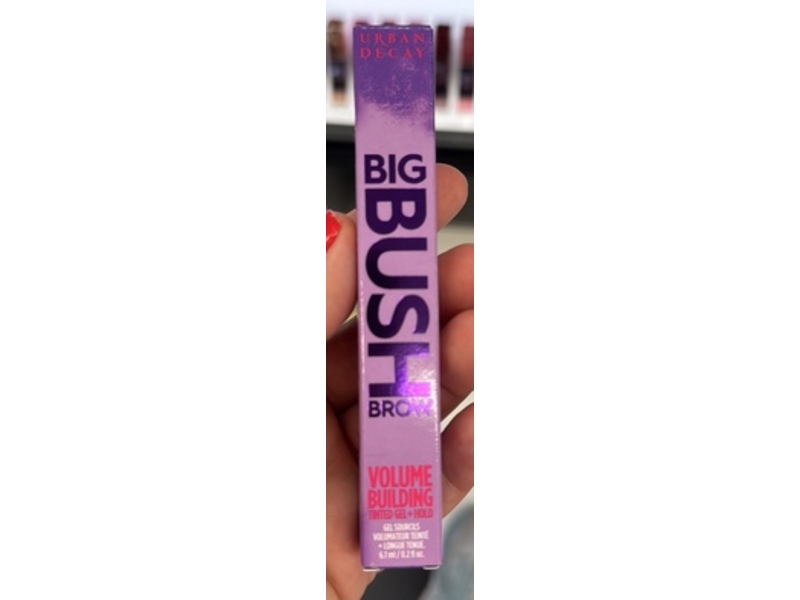 URBAN
DECAY
BIG
BUSH
BROW
VOLUME
BUILDING
TINTED GEL + HOLD
GEL SOURCILS
VOLUMATEUR TEINTÉ
+ LONGUE TENUE.
6.1 ml / 0.2 fl oz.